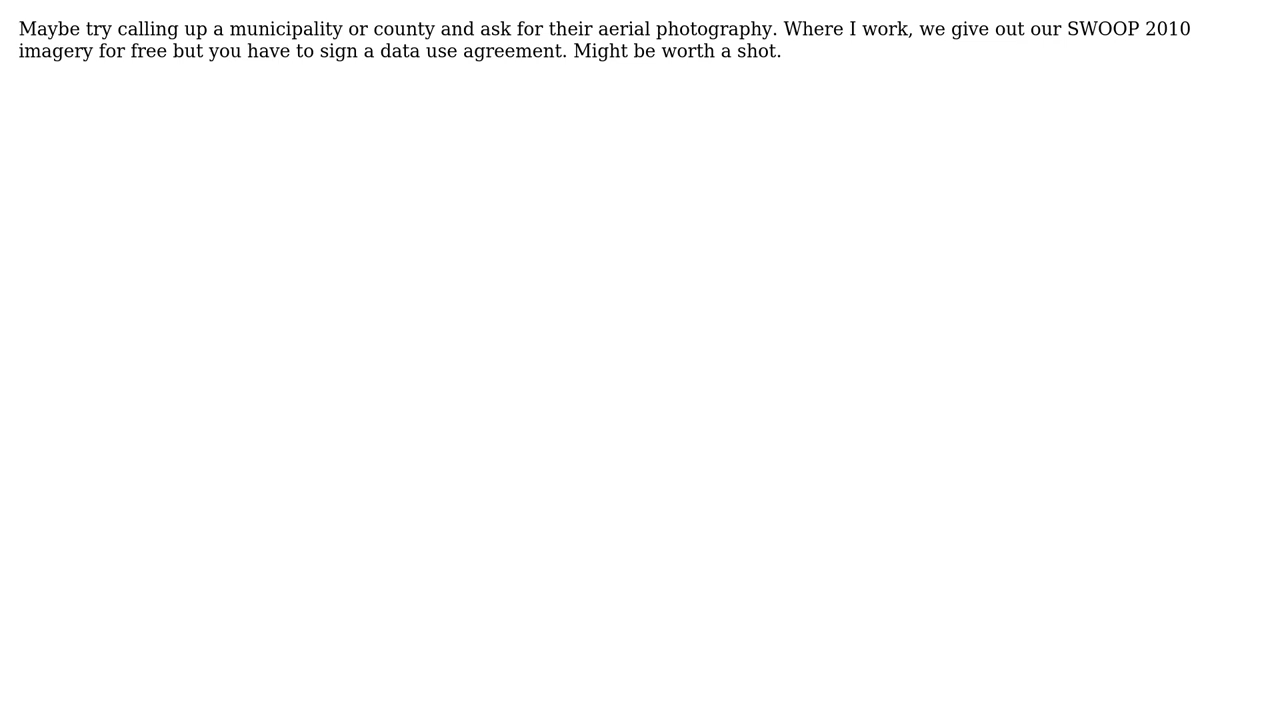 Maybe try calling up a municipality or county and ask for their aerial photography. Where I work, we give out our SWOOP 2010
imagery for free but you have to sign a data use agreement. Might be worth a shot.